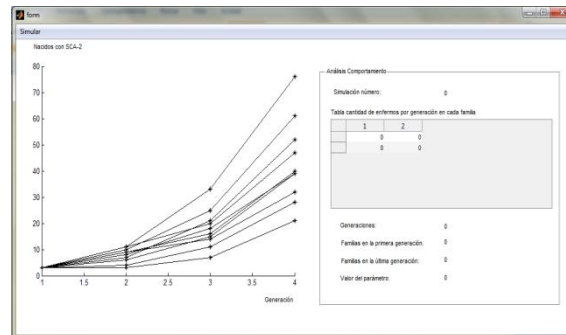 form
Simular
Nacidos con SCA-2
80
70
60
50
40
30
20
10
0
1 1.5 2 2.5 3 3.5 4
Generación
Análisis Comportamiento
Simulación número: 0
Tabla cantidad de enfermos por generación en cada familia
1 2
0 0
0 0
Generaciones: 0
Familias en la primera generación: 0
Familias en la última generación: 0
Valor del parámetro: 0